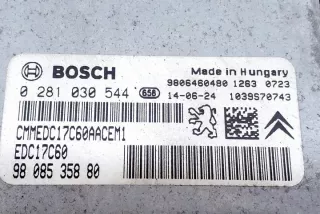 BOSCH
Made in Hungary
9806460480 1263 0723
0 281 030 544 656 14-06-24 1039S70743
CMMEDC17C60AACEM1
EDC17C60
98 085 358 80